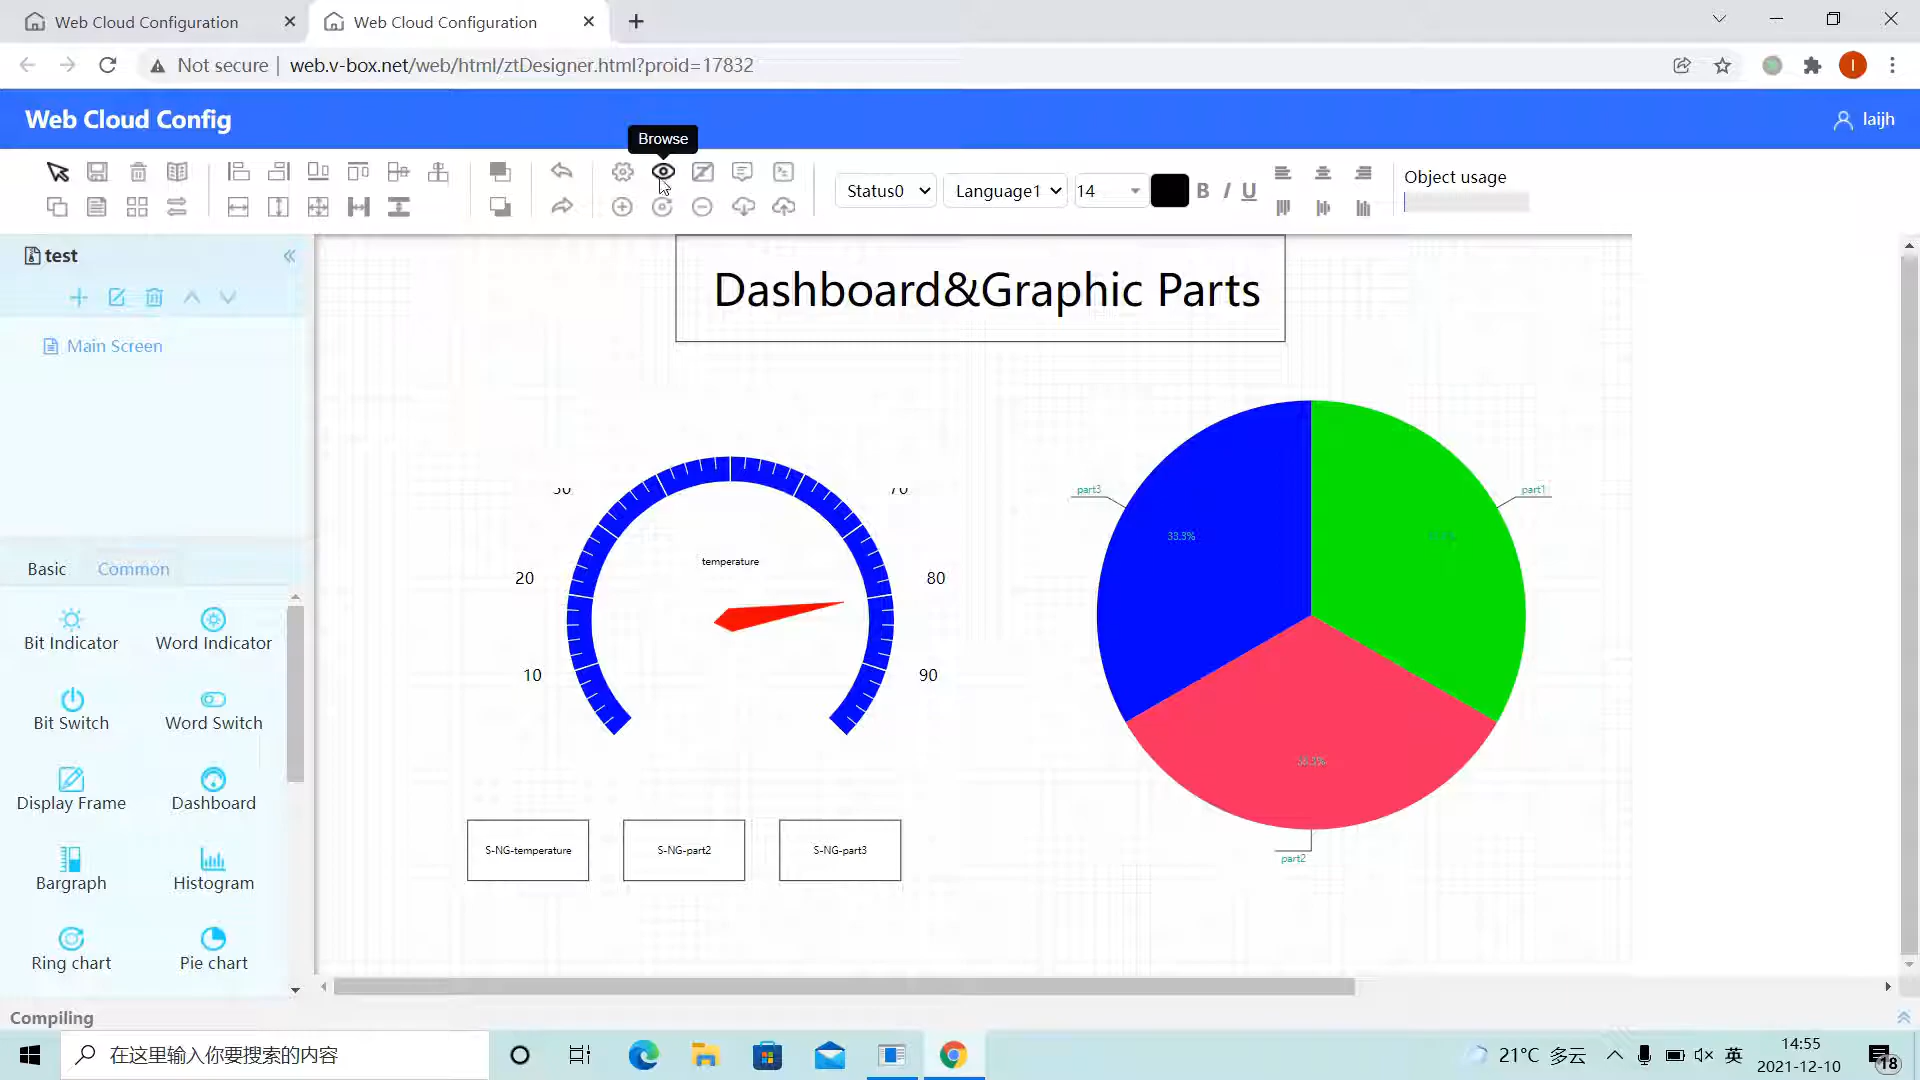 Web Cloud Configuration
Web Cloud Configuration
Not secure | web.v-box.net/web/html/ztDesigner.html?proid=17832
I
Web Cloud Config
laijh
Browse
Status0
Language1
14
B I U
Object usage
test
Main Screen
Basic Common
Bit Indicator
Word Indicator
Bit Switch
Word Switch
Display Frame
Dashboard
Bargraph
Histogram
Ring chart
Pie chart
Dashboard&Graphic Parts
20
10
temperature
80
90
part3
part1
33.3%
part2
S-NG-temperature
S-NG-part2
S-NG-part3
Compiling
在这里输入你要搜索的内容
21°C 多云
英
14:55
2021-12-10
18